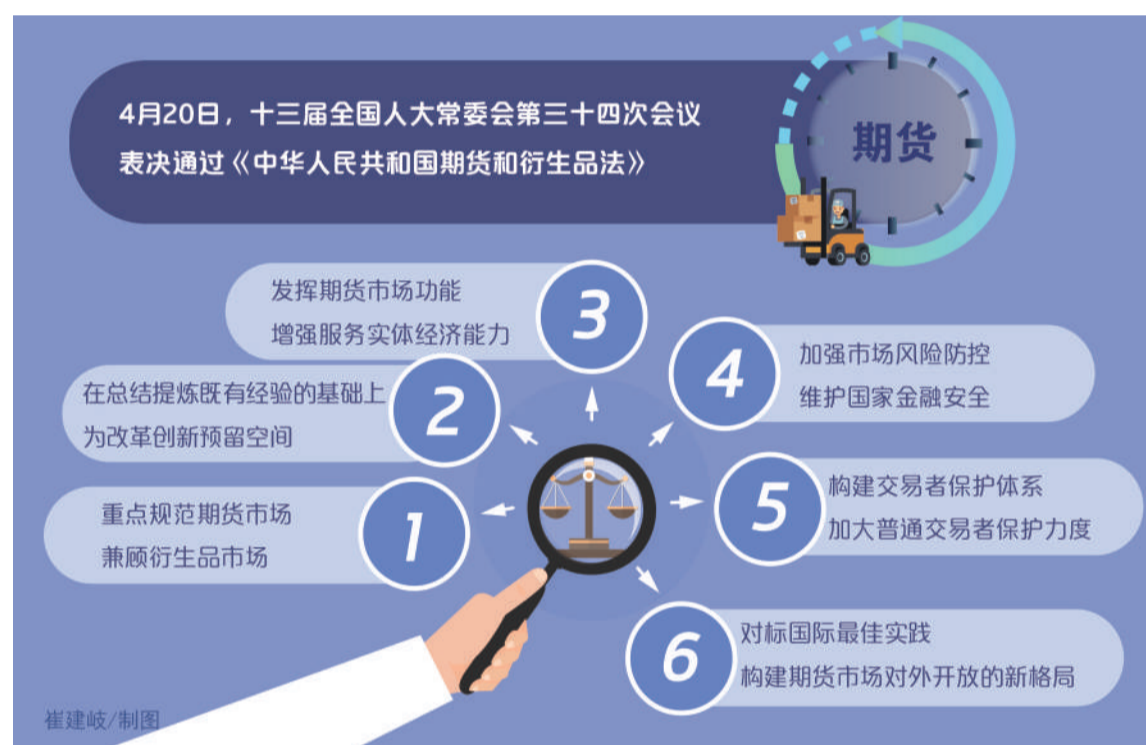 4月20日，十三届全国人大常委会第三十四次会议
表决通过《中华人民共和国期货和衍生品法》
期货
1
重点规范期货市场
兼顾衍生品市场
2
在总结提炼既有经验的基础上
为改革创新预留空间
3
发挥期货市场功能
增强服务实体经济能力
4
加强市场风险防控
维护国家金融安全
5
构建交易者保护体系
加大普通交易者保护力度
6
对标国际最佳实践
构建期货市场对外开放的新格局
崔建岐/制图